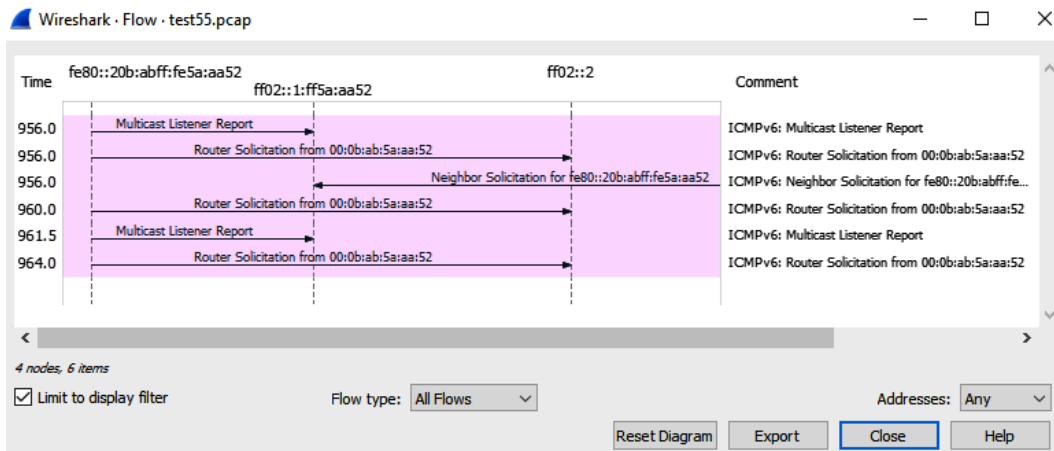 Wireshark · Flow · test55.pcap
Time fe80::20b:abff:fe5a:aa52 ff02::1:ff5a:aa52 ff02::2 Comment
956.0 Multicast Listener Report ICMPv6: Multicast Listener Report
956.0 Router Solicitation from 00:0b:ab:5a:aa:52 ICMPv6: Router Solicitation from 00:0b:ab:5a:aa:52
956.0 Neighbor Solicitation for fe80::20b:abff:fe5a:aa52 ICMPv6: Neighbor Solicitation for fe80::20b:abff:fe...
960.0 Router Solicitation from 00:0b:ab:5a:aa:52 ICMPv6: Router Solicitation from 00:0b:ab:5a:aa:52
961.5 Multicast Listener Report ICMPv6: Multicast Listener Report
964.0 Router Solicitation from 00:0b:ab:5a:aa:52 ICMPv6: Router Solicitation from 00:0b:ab:5a:aa:52
4 nodes, 6 items
Limit to display filter Flow type: All Flows Addresses: Any
Reset Diagram Export Close Help